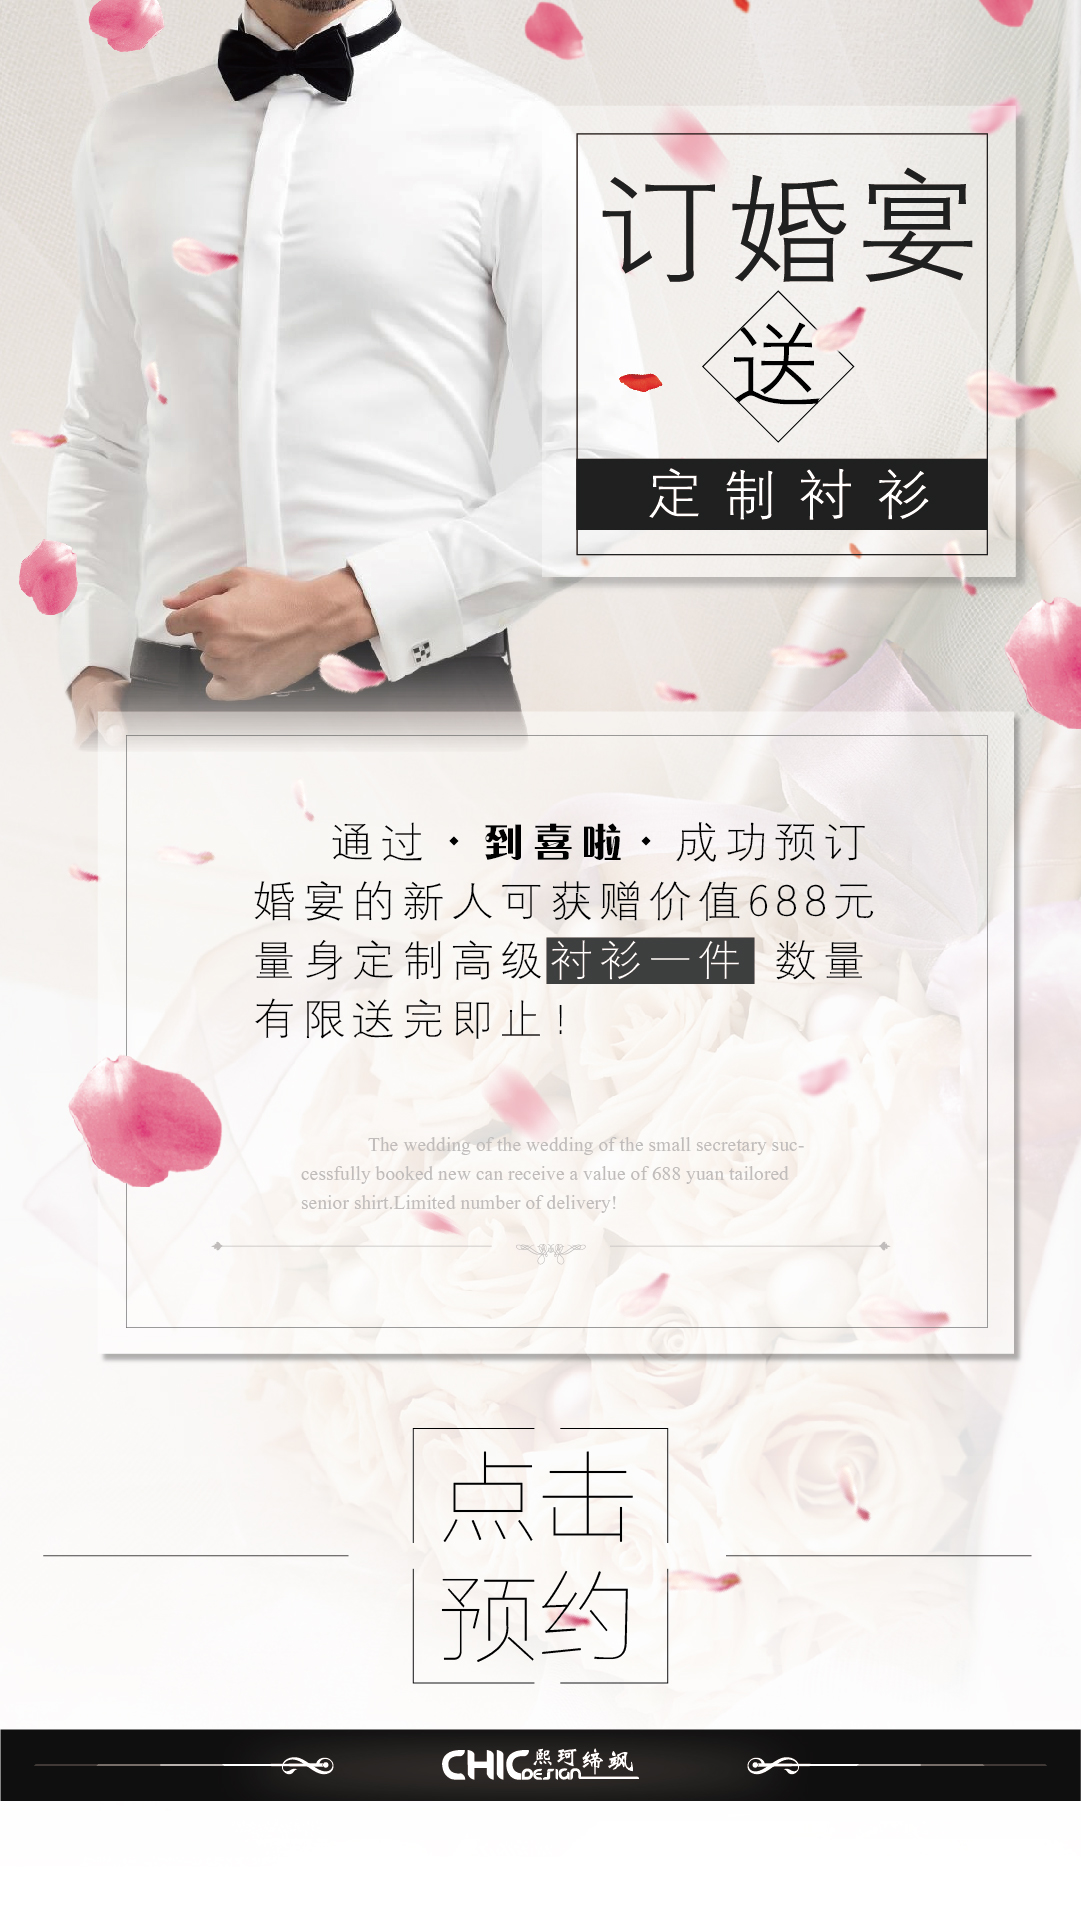 订婚宴
送
定制衬衫
通过·到喜啦·成功预订
婚宴的新人可获赠价值688元
量身定制高级衬衫一件 数量
有限送完即止！
The wedding of the wedding of the small secretary suc-
cessfully booked new can receive a value of 688 yuan tailored
senior shirt.Limited number of delivery!
点击
预约
CHIC DESIGN 熙珂缔飒